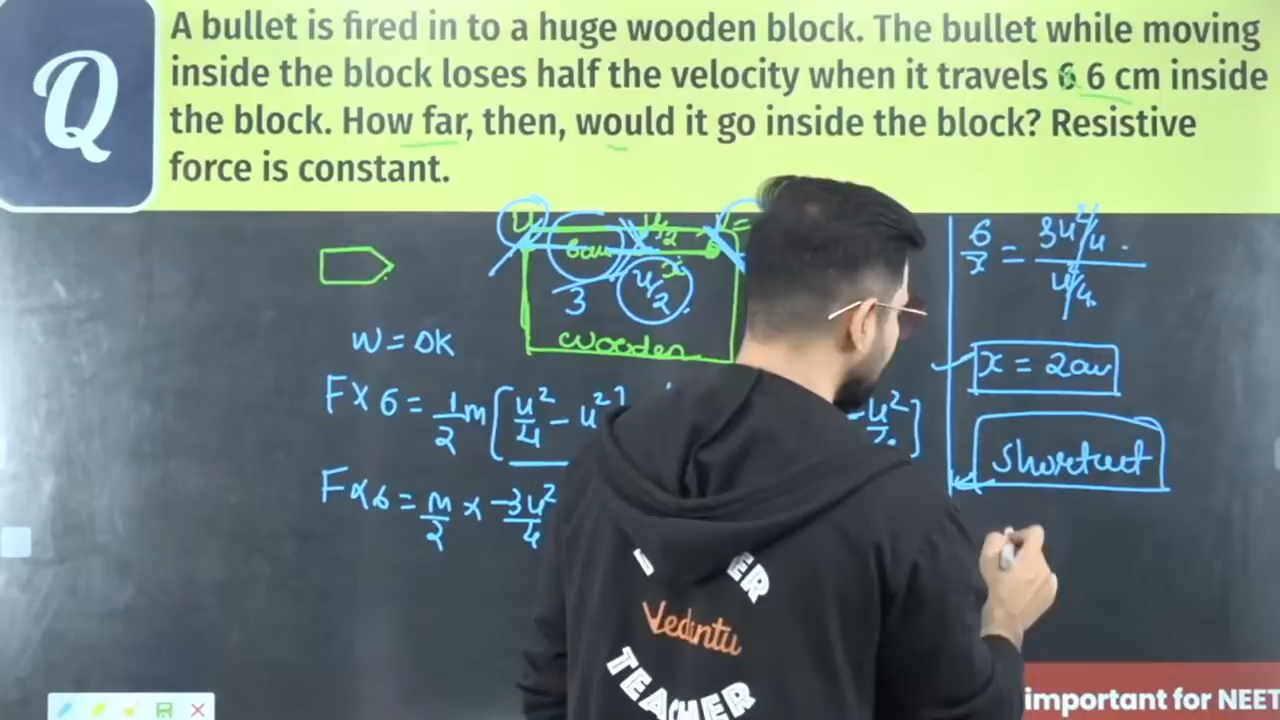 Q
A bullet is fired in to a huge wooden block. The bullet while moving
inside the block loses half the velocity when it travels 6 6 cm inside
the block. How far, then, would it go inside the block? Resistive
force is constant.
u u/2
6cm x
3 u/2
wooden
W = ΔK
F × 6 = 1/2 m [u²/4 - u²]
F × 6 = m/2 × -3u²/4
-u²/2.]
6/x = 3u²/4 . / u²/4.
x = 2cm
Shortcut
ER
Vedantu
TEACHER
important for NEET